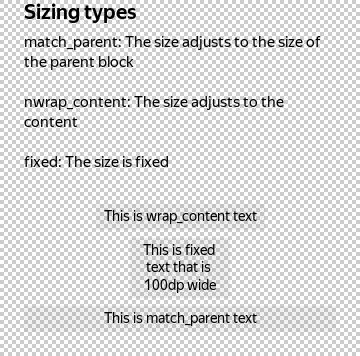 Sizing types
match_parent: The size adjusts to the size of
the parent block
nwrap_content: The size adjusts to the
content
fixed: The size is fixed
This is wrap_content text
This is fixed
text that is
100dp wide
This is match_parent text